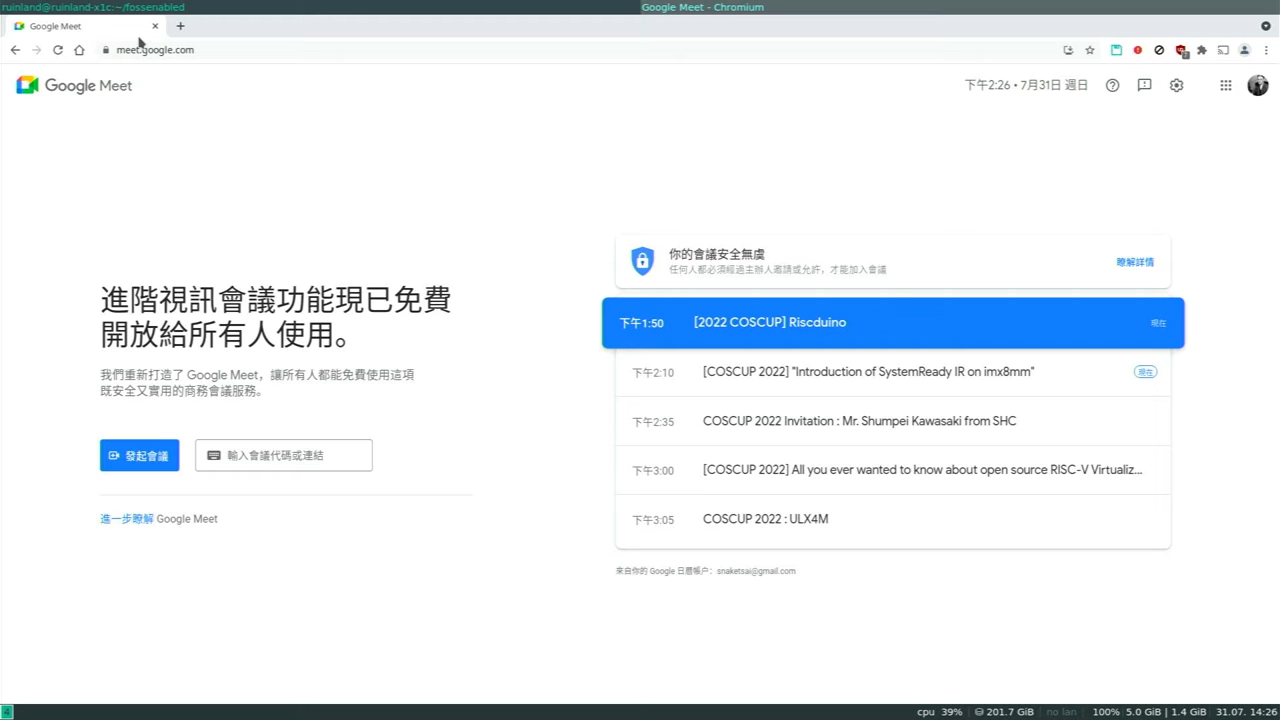 ruinland@ruinland-x1c:~/fossenabled
Google Meet - Chromium
Google Meet
meet.google.com
Google Meet
下午2:26 • 7月31日 週日
你的會議安全無虞
任何人都必須經過主辦人邀請或允許，才能加入會議
瞭解詳情
進階視訊會議功能現已免費
開放給所有人使用。
我們重新打造了 Google Meet，讓所有人都能免費使用這項
既安全又實用的商務會議服務。
發起會議
輸入會議代碼或連結
進一步瞭解 Google Meet
下午1:50 [2022 COSCUP] Riscduino 現在
下午2:10 [COSCUP 2022] "Introduction of SystemReady IR on imx8mm" 現在
下午2:35 COSCUP 2022 Invitation : Mr. Shumpei Kawasaki from SHC
下午3:00 [COSCUP 2022] All you ever wanted to know about open source RISC-V Virtualiz...
下午3:05 COSCUP 2022 : ULX4M
來自你的 Google 日曆帳戶： snaketsai@gmail.com
4
cpu 39% 201.7 GiB no lan 100% 5.0 GiB | 1.4 GiB 31.07. 14:26